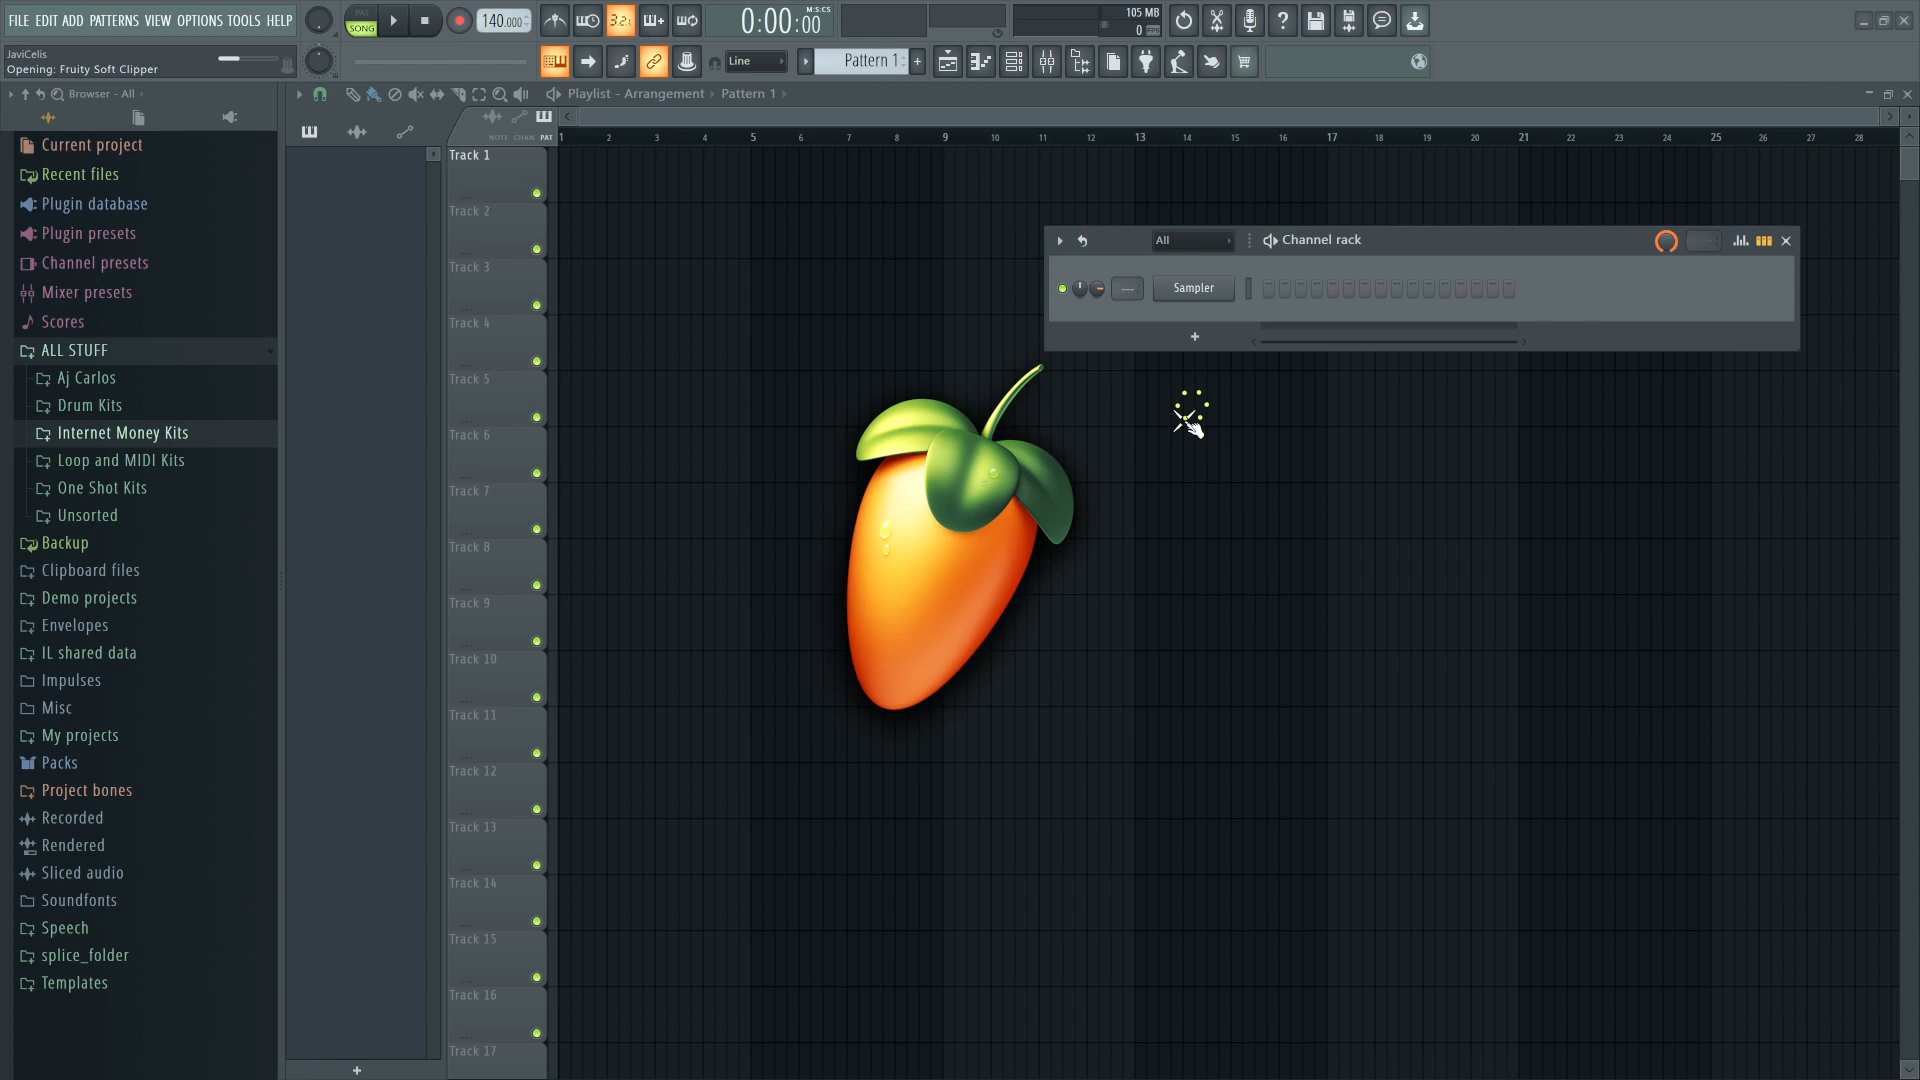 FILE EDIT ADD PATTERNS VIEW OPTIONS TOOLS HELP
PAT
SONG
140.000
3.2.
0:00:00
M:S:CS
105 MB
0
JaviCelis
Opening: Fruity Soft Clipper
Line
Pattern 1
+
Browser - All
Playlist - Arrangement
Pattern 1
NOTE CHAN PAT
1 2 3 4 5 6 7 8 9 10 11 12 13 14 15 16 17 18 19 20 21 22 23 24 25 26 27 28
Current project
Recent files
Plugin database
Plugin presets
Channel presets
Mixer presets
Scores
ALL STUFF
Aj Carlos
Drum Kits
Internet Money Kits
Loop and MIDI Kits
One Shot Kits
Unsorted
Backup
Clipboard files
Demo projects
Envelopes
IL shared data
Impulses
Misc
My projects
Packs
Project bones
Recorded
Rendered
Sliced audio
Soundfonts
Speech
splice_folder
Templates
Track 1
Track 2
Track 3
Track 4
Track 5
Track 6
Track 7
Track 8
Track 9
Track 10
Track 11
Track 12
Track 13
Track 14
Track 15
Track 16
Track 17
All
Channel rack
---
Sampler
+
+